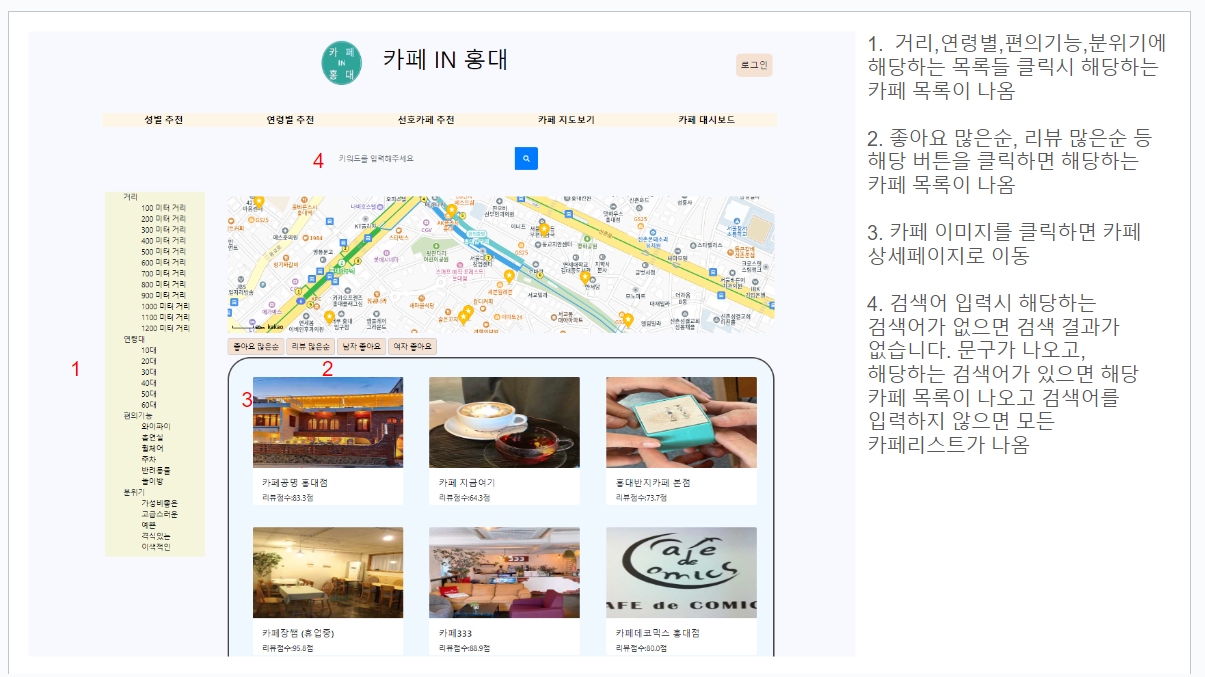 카 페
IN
홍 대
카페 IN 홍대
로그인
성별 추천
연령별 추천
선호카페 추천
카페 지도보기
카페 대시보드
4
키워드를 입력해주세요
거리
100 미터 거리
200 미터 거리
300 미터 거리
400 미터 거리
500 미터 거리
600 미터 거리
700 미터 거리
800 미터 거리
900 미터 거리
1000 미터 거리
1100 미터 거리
1200 미터 거리
연령대
10대
20대
30대
40대
50대
60대
편의기능
와이파이
흡연실
휠체어
주차
반려동물
놀이방
분위기
가성비좋은
고급스러운
예쁜
격식있는
이색적인
1
GS25
스타벅스
CGV
GS25
스타벅스
kakao
좋아요 많은순
리뷰 많은순
남자 좋아요
여자 좋아요
2
3
카페공명 홍대점
리뷰점수:83.3점
카페 지금여기
리뷰점수:64.3점
홍대반지카페 본점
리뷰점수:73.7점
333
Cafe
de
Comics
AFE de COMIC
카페장쌤 (휴업중)
리뷰점수:95.8점
카페333
리뷰점수:88.9점
카페데코믹스 홍대점
리뷰점수:80.0점
1. 거리,연령별,편의기능,분위기에
해당하는 목록들 클릭시 해당하는
카페 목록이 나옴
2. 좋아요 많은순, 리뷰 많은순 등
해당 버튼을 클릭하면 해당하는
카페 목록이 나옴
3. 카페 이미지를 클릭하면 카페
상세페이지로 이동
4. 검색어 입력시 해당하는
검색어가 없으면 검색 결과가
없습니다. 문구가 나오고,
해당하는 검색어가 있으면 해당
카페 목록이 나오고 검색어를
입력하지 않으면 모든
카페리스트가 나옴